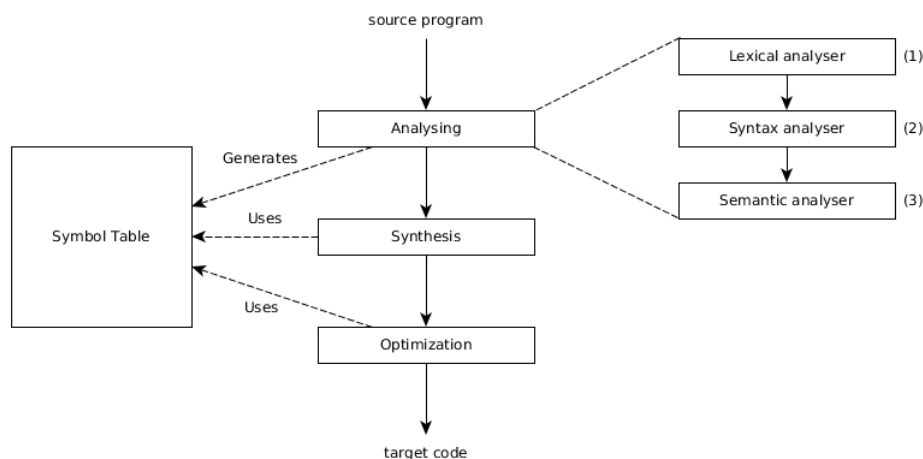 source program
Lexical analyser (1)
Analysing
Syntax analyser (2)
Generates
Semantic analyser (3)
Uses
Symbol Table
Synthesis
Uses
Optimization
target code